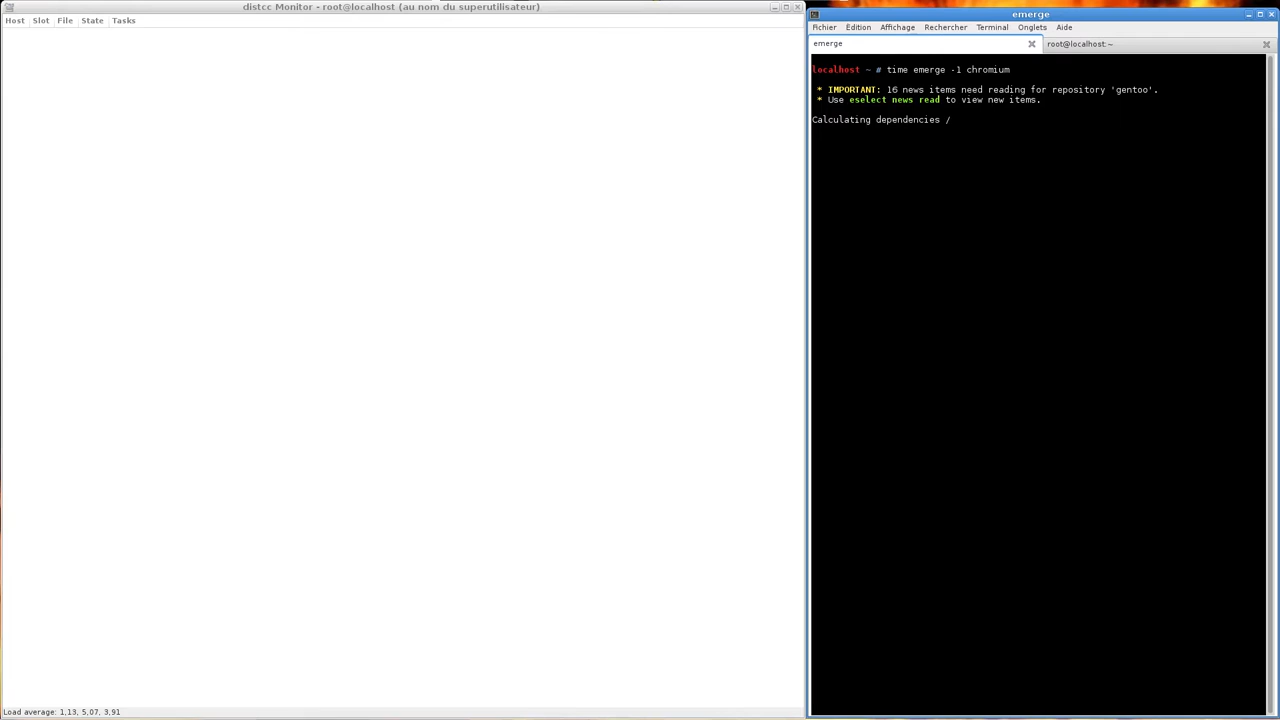 distcc Monitor - root@localhost (au nom du superutilisateur)
Host Slot File State Tasks
Load average: 1,13, 5,07, 3,91
emerge
Fichier Edition Affichage Rechercher Terminal Onglets Aide
emerge root@localhost:~
localhost ~ # time emerge -1 chromium
* IMPORTANT: 16 news items need reading for repository 'gentoo'.
* Use eselect news read to view new items.
Calculating dependencies /